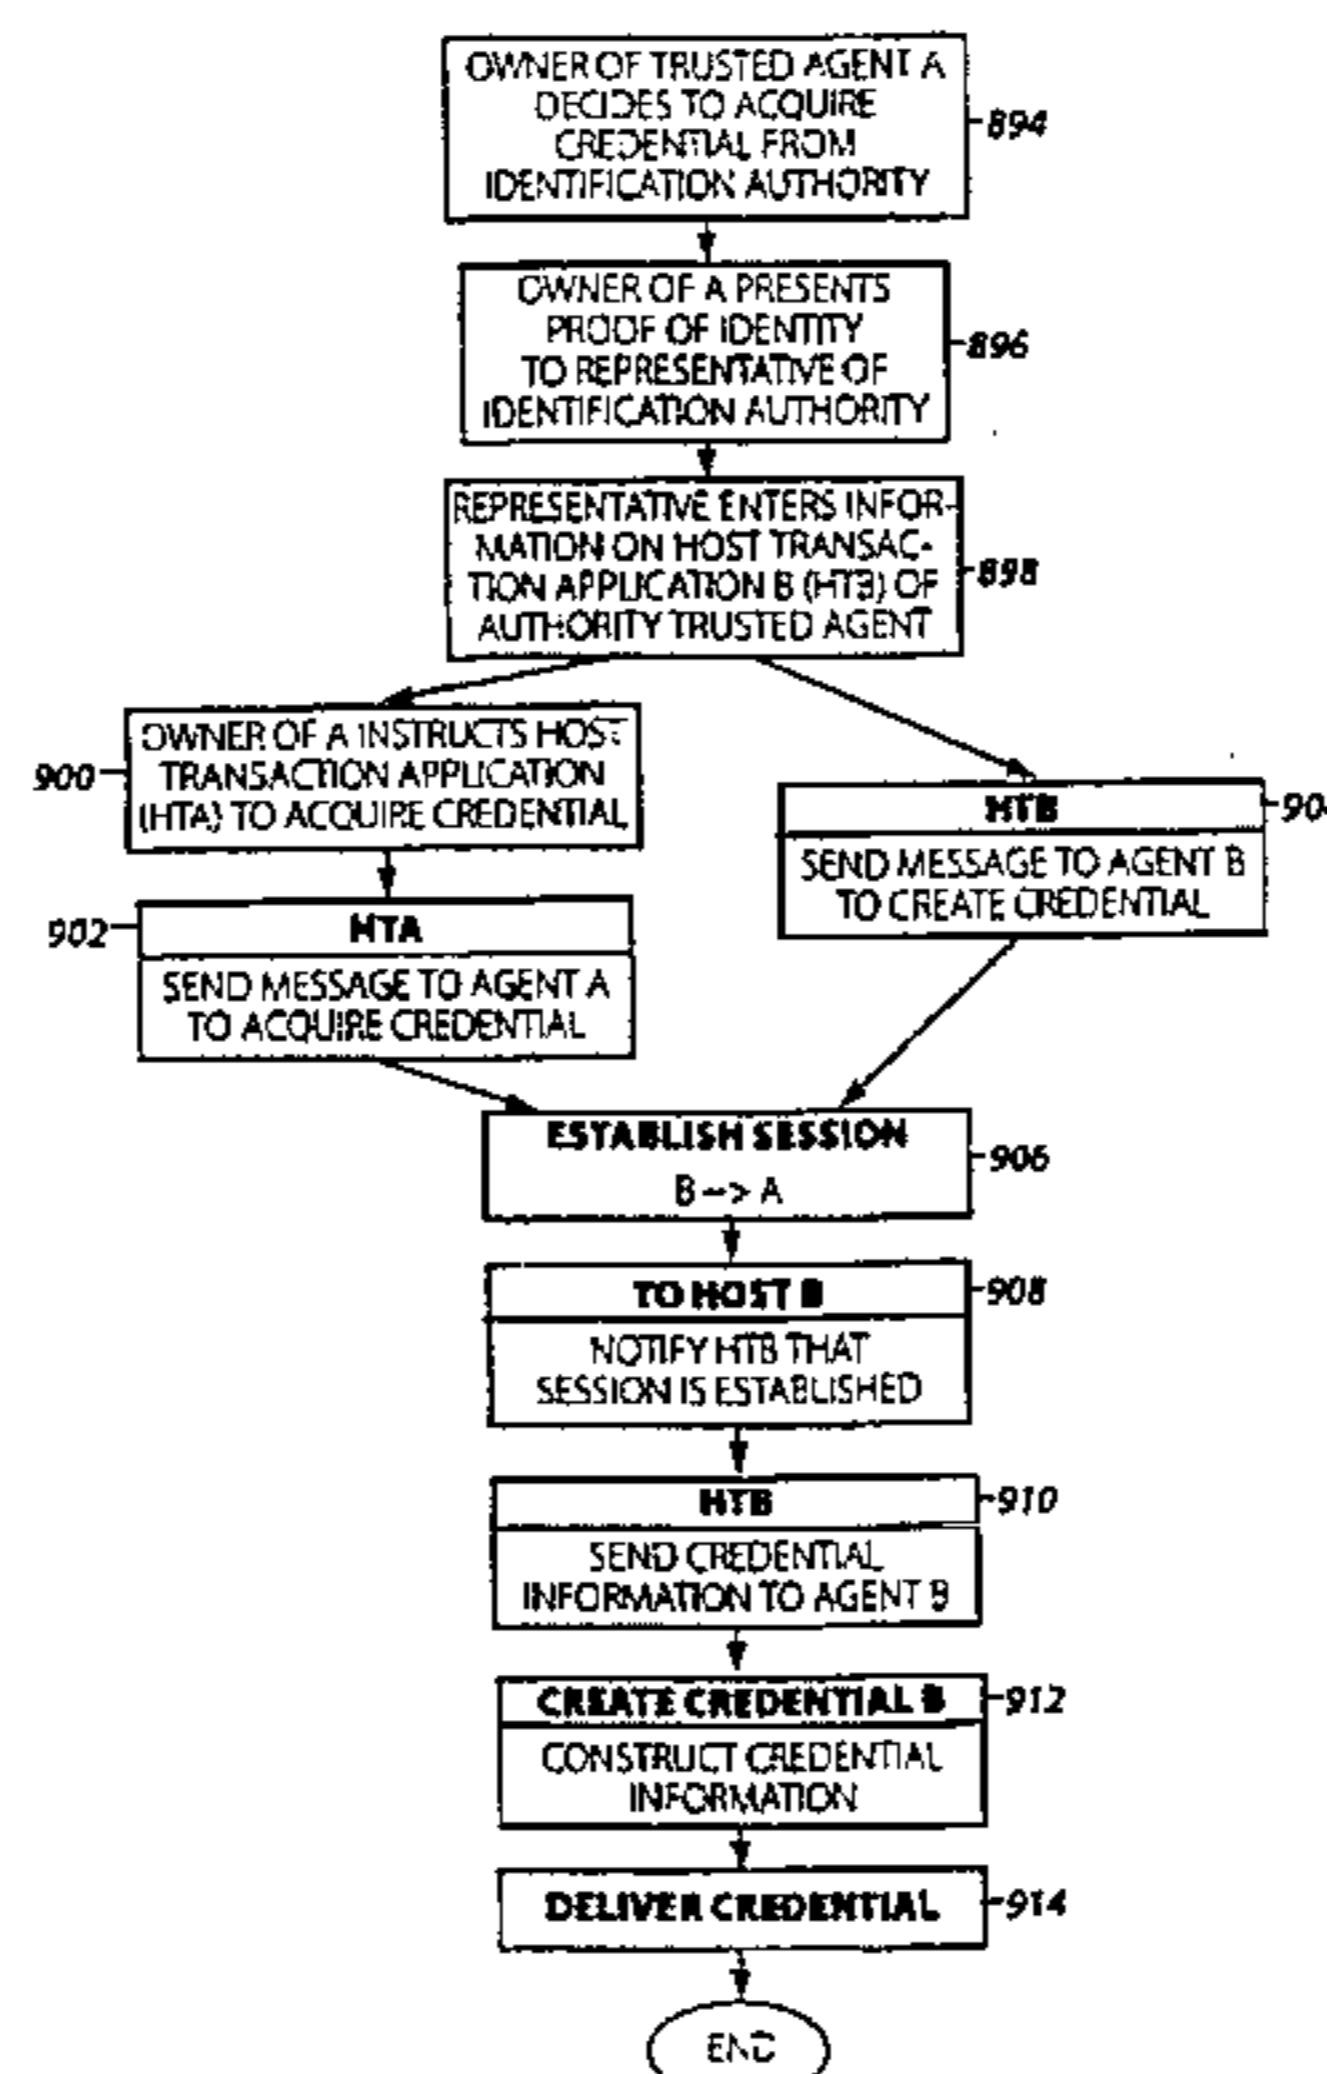 OWNER OF TRUSTED AGENT A
DECIDES TO ACQUIRE
CREDENTIAL FROM
IDENTIFICATION AUTHORITY
894
OWNER OF A PRESENTS
PROOF OF IDENTITY
TO REPRESENTATIVE OF
IDENTIFICATION AUTHORITY
896
REPRESENTATIVE ENTERS INFOR-
MATION ON HOST TRANSAC-
TION APPLICATION B (HTB) OF
AUTHORITY TRUSTED AGENT
898
OWNER OF A INSTRUCTS HOST
TRANSACTION APPLICATION
(HTA) TO ACQUIRE CREDENTIAL
900
HTB
SEND MESSAGE TO AGENT B
TO CREATE CREDENTIAL
HTA
902
SEND MESSAGE TO AGENT A
TO ACQUIRE CREDENTIAL
ESTABLISH SESSION
B --> A
906
TO HOST B
908
NOTIFY HTB THAT
SESSION IS ESTABLISHED
HTB
910
SEND CREDENTIAL
INFORMATION TO AGENT B
CREATE CREDENTIAL B
912
CONSTRUCT CREDENTIAL
INFORMATION
DELIVER CREDENTIAL
914
END